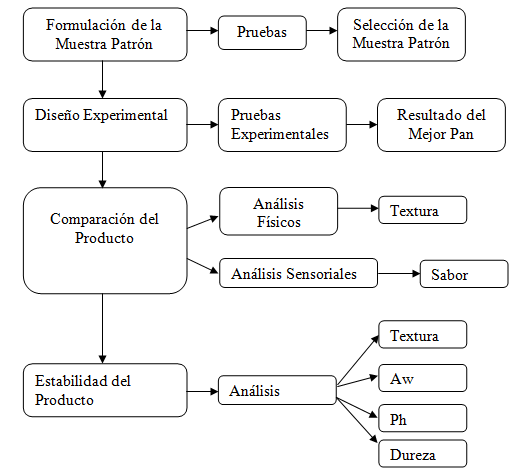 Formulación de la
Muestra Patrón
Pruebas
Selección de la
Muestra Patrón
Diseño Experimental
Pruebas
Experimentales
Resultado del
Mejor Pan
Comparación del
Producto
Análisis
Físicos
Textura
Análisis Sensoriales
Sabor
Estabilidad del
Producto
Análisis
Textura
Aw
Ph
Dureza